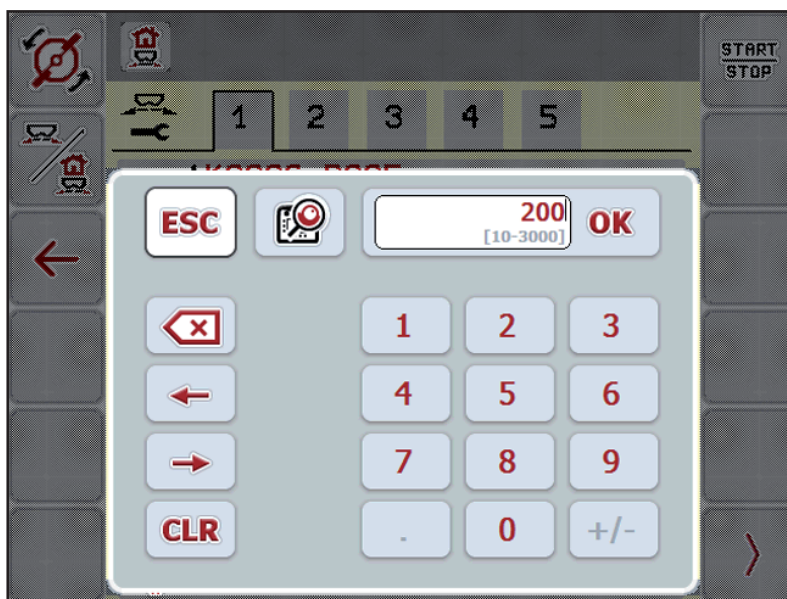 START
STOP
1 2 3 4 5
ESC
200
[10-3000]
OK
1 2 3
4 5 6
7 8 9
CLR . 0 +/-